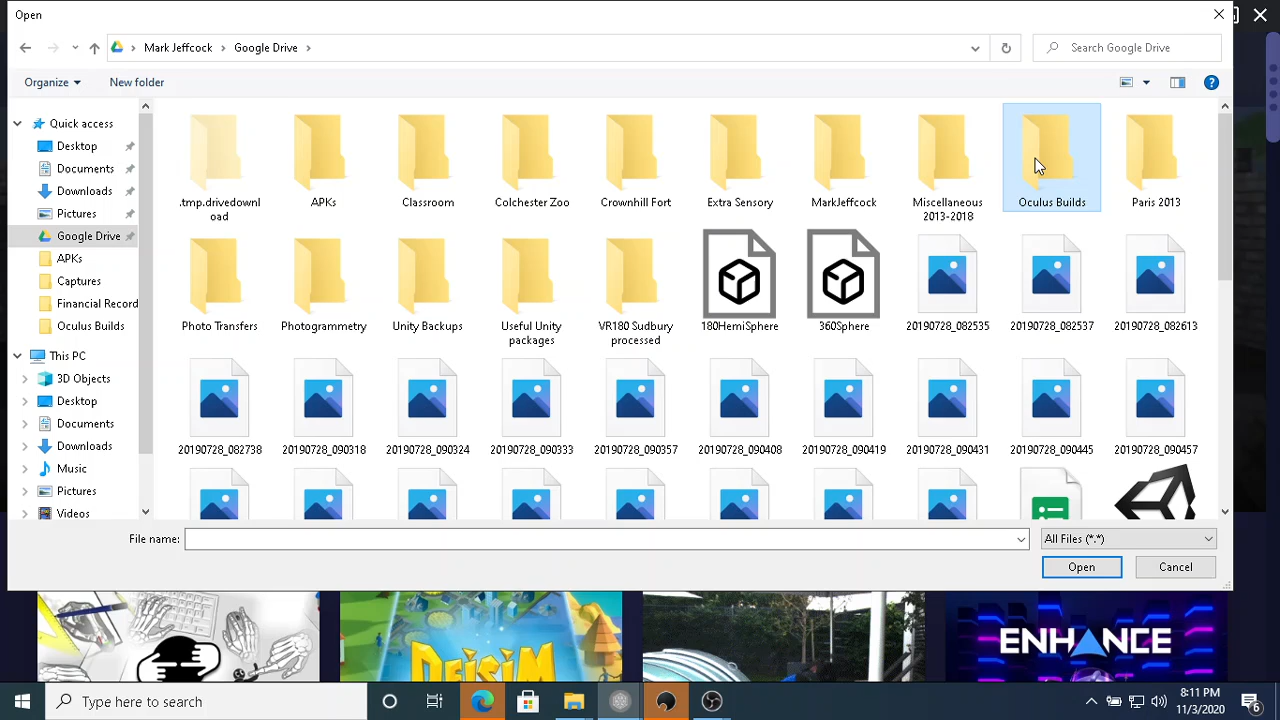 Open
Mark Jeffcock
Google Drive
Search Google Drive
Organize
New folder
Quick access
Desktop
Documents
Downloads
Pictures
Google Drive
APKs
Captures
Financial Record
Oculus Builds
This PC
3D Objects
Desktop
Documents
Downloads
Music
Pictures
Videos
.tmp.drivedownl
oad
APKs
Classroom
Colchester Zoo
Crownhill Fort
Extra Sensory
MarkJeffcock
Miscellaneous
2013-2018
Oculus Builds
Paris 2013
Photo Transfers
Photogrammetry
Unity Backups
Useful Unity
packages
VR180 Sudbury
processed
180HemiSphere
360Sphere
20190728_082535
20190728_082537
20190728_082613
20190728_082738
20190728_090318
20190728_090324
20190728_090333
20190728_090357
20190728_090408
20190728_090419
20190728_090431
20190728_090445
20190728_090457
File name:
All Files (*.*)
Open
Cancel
DEISIM
ENHANCE
Type here to search
8:11 PM
11/3/2020
6